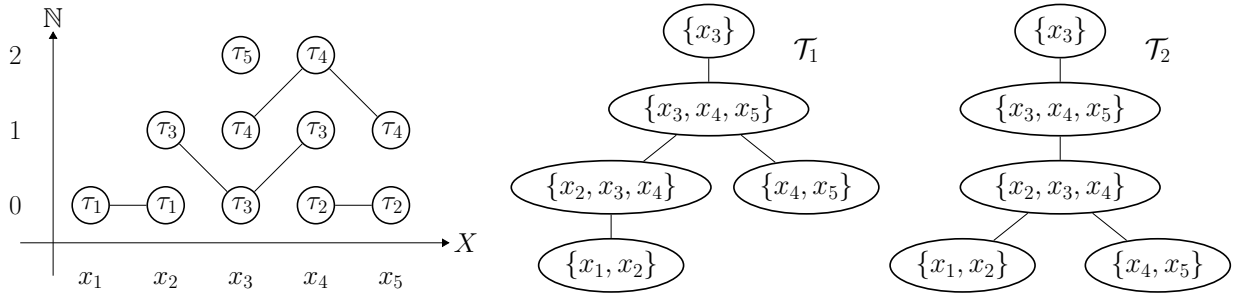 ℕ
2 τ₅ τ₄
1 τ₃ τ₄ τ₃ τ₄
0 τ₁ τ₁ τ₃ τ₂ τ₂
X
x₁ x₂ x₃ x₄ x₅
{x₃} 𝒯₁
{x₃, x₄, x₅}
{x₂, x₃, x₄} {x₄, x₅}
{x₁, x₂}
{x₃} 𝒯₂
{x₃, x₄, x₅}
{x₂, x₃, x₄}
{x₁, x₂} {x₄, x₅}